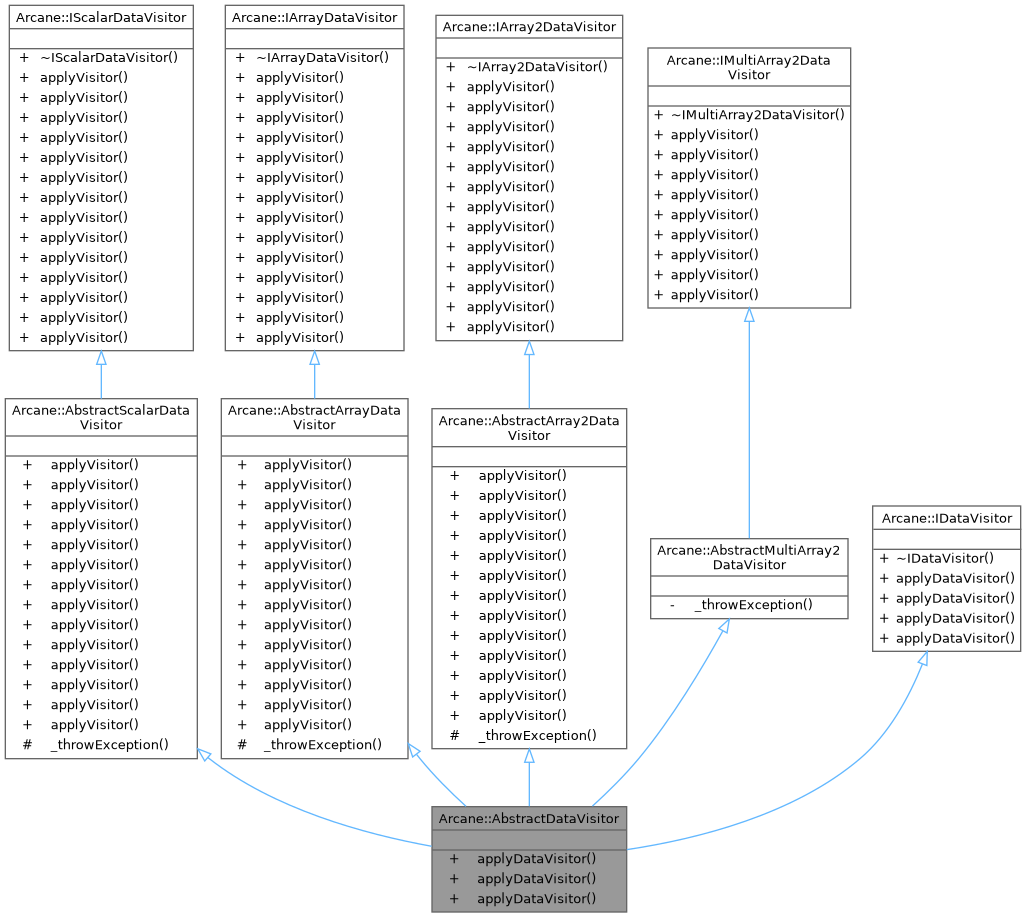 Arcane::IScalarDataVisitor
+ ~IScalarDataVisitor()
+ applyVisitor()
+ applyVisitor()
+ applyVisitor()
+ applyVisitor()
+ applyVisitor()
+ applyVisitor()
+ applyVisitor()
+ applyVisitor()
+ applyVisitor()
+ applyVisitor()
+ applyVisitor()
+ applyVisitor()
+ applyVisitor()
+ applyVisitor()
Arcane::IArrayDataVisitor
+ ~IArrayDataVisitor()
+ applyVisitor()
+ applyVisitor()
+ applyVisitor()
+ applyVisitor()
+ applyVisitor()
+ applyVisitor()
+ applyVisitor()
+ applyVisitor()
+ applyVisitor()
+ applyVisitor()
+ applyVisitor()
+ applyVisitor()
+ applyVisitor()
+ applyVisitor()
Arcane::IArray2DataVisitor
+ ~IArray2DataVisitor()
+ applyVisitor()
+ applyVisitor()
+ applyVisitor()
+ applyVisitor()
+ applyVisitor()
+ applyVisitor()
+ applyVisitor()
+ applyVisitor()
+ applyVisitor()
+ applyVisitor()
+ applyVisitor()
+ applyVisitor()
+ applyVisitor()
Arcane::IMultiArray2Data
Visitor
+ ~IMultiArray2DataVisitor()
+ applyVisitor()
+ applyVisitor()
+ applyVisitor()
+ applyVisitor()
+ applyVisitor()
+ applyVisitor()
+ applyVisitor()
+ applyVisitor()
+ applyVisitor()
Arcane::AbstractScalarData
Visitor
+ applyVisitor()
+ applyVisitor()
+ applyVisitor()
+ applyVisitor()
+ applyVisitor()
+ applyVisitor()
+ applyVisitor()
+ applyVisitor()
+ applyVisitor()
+ applyVisitor()
+ applyVisitor()
+ applyVisitor()
+ applyVisitor()
+ applyVisitor()
# _throwException()
Arcane::AbstractArrayData
Visitor
+ applyVisitor()
+ applyVisitor()
+ applyVisitor()
+ applyVisitor()
+ applyVisitor()
+ applyVisitor()
+ applyVisitor()
+ applyVisitor()
+ applyVisitor()
+ applyVisitor()
+ applyVisitor()
+ applyVisitor()
+ applyVisitor()
+ applyVisitor()
# _throwException()
Arcane::AbstractArray2Data
Visitor
+ applyVisitor()
+ applyVisitor()
+ applyVisitor()
+ applyVisitor()
+ applyVisitor()
+ applyVisitor()
+ applyVisitor()
+ applyVisitor()
+ applyVisitor()
+ applyVisitor()
+ applyVisitor()
+ applyVisitor()
+ applyVisitor()
# _throwException()
Arcane::AbstractMultiArray2
DataVisitor
- _throwException()
Arcane::IDataVisitor
+ ~IDataVisitor()
+ applyDataVisitor()
+ applyDataVisitor()
+ applyDataVisitor()
+ applyDataVisitor()
Arcane::AbstractDataVisitor
+ applyDataVisitor()
+ applyDataVisitor()
+ applyDataVisitor()